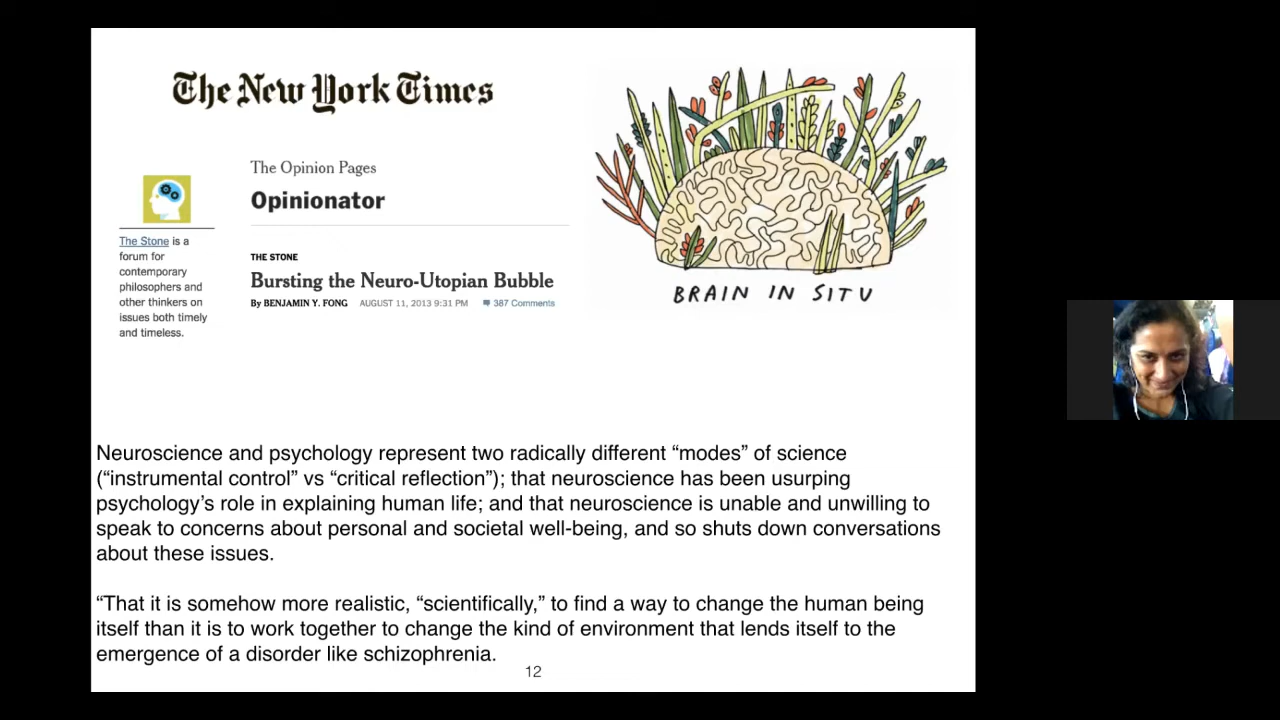 The New York Times
The Opinion Pages
Opinionator
The Stone is a
forum for
contemporary
philosophers and
other thinkers on
issues both timely
and timeless.
THE STONE
Bursting the Neuro-Utopian Bubble
By BENJAMIN Y. FONG AUGUST 11, 2013 9:31 PM 387 Comments
BRAIN IN SITU
Neuroscience and psychology represent two radically different “modes” of science
(“instrumental control” vs “critical reflection”); that neuroscience has been usurping
psychology’s role in explaining human life; and that neuroscience is unable and unwilling to
speak to concerns about personal and societal well-being, and so shuts down conversations
about these issues.
“That it is somehow more realistic, “scientifically,” to find a way to change the human being
itself than it is to work together to change the kind of environment that lends itself to the
emergence of a disorder like schizophrenia.
12